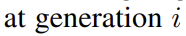 at generation i